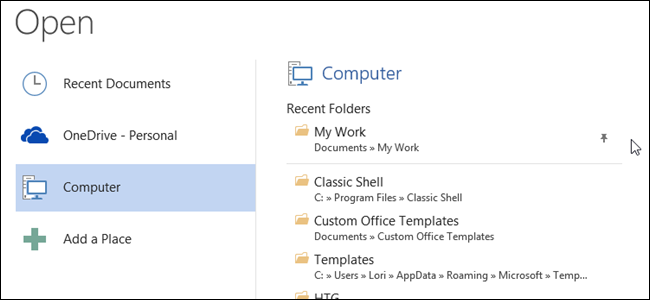 Open
Recent Documents
OneDrive - Personal
Computer
Add a Place
Computer
Recent Folders
My Work
Documents » My Work
Classic Shell
C: » Program Files » Classic Shell
Custom Office Templates
Documents » Custom Office Templates
Templates
C: » Users » Lori » AppData » Roaming » Microsoft » Temp...
HTG